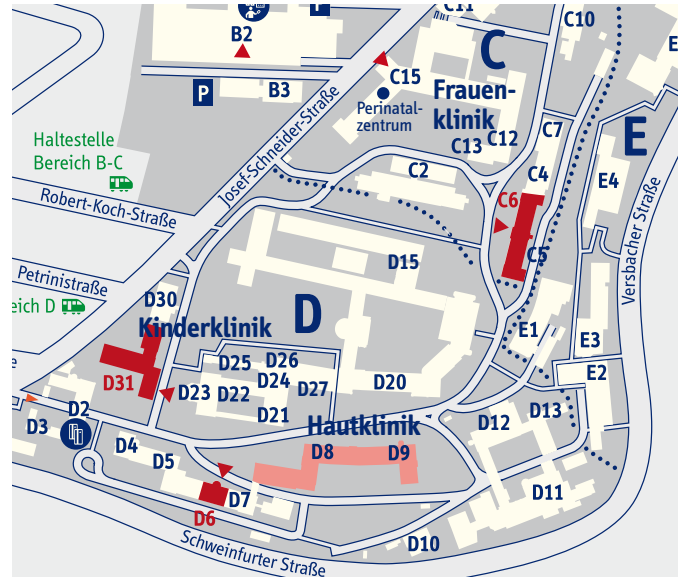 C11
C10
P
B2
C
E
C15
P
B3
Frauen-
klinik
Perinatal-
zentrum
C7
C12
C13
E
Haltestelle
Bereich B-C
Josef-Schneider-Straße
C2
C4
E4
C6
Robert-Koch-Straße
Versbacher Straße
C5
D15
Petrinistraße
eich D
D30
Kinderklinik
D
E1
E3
D25
D26
D31
D23
D24
D22
D27
D20
E2
D21
D2
D3
Hautklinik
D12
D13
D4
D5
D8
D9
D7
D6
D11
D10
Schweinfurter Straße